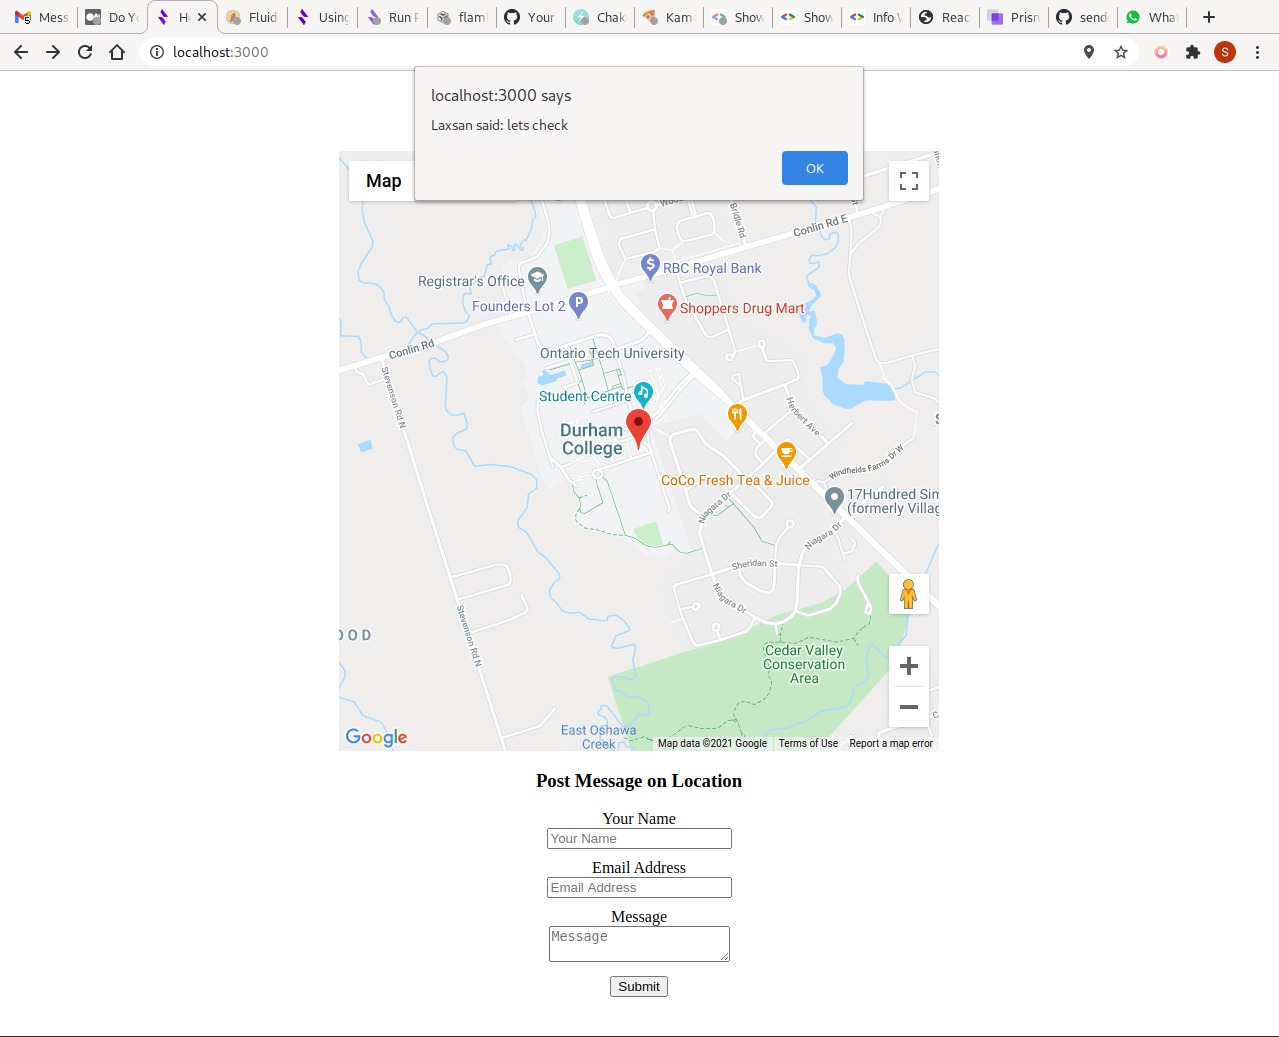 Mess
Do Y
H
Fluid
Using
Run F
flaml
Your
Chak
Kam
Show
Show
Info
Reac
Prism
send
What
localhost:3000
S
localhost:3000 says
Laxsan said: lets check
OK
Map
Bridle Rd
Conlin Rd E
RBC Royal Bank
Registrar's Office
Founders Lot 2
P
Shoppers Drug Mart
Conlin Rd
Ontario Tech University
Stevenson Rd N
Student Centre
Herbert Ave
Durham
College
Windfields Farms Dr W
CoCo Fresh Tea & Juice
17Hundred Sim
(formerly Villag
Niagara Dr
Niagara Dr
Sheridan St
Niagara Dr
Stevenson Rd N
OOD
Cedar Valley
Conservation
Area
East Oshawa
Creek
Google
Map data ©2021 Google
Terms of Use
Report a map error
Post Message on Location
Your Name
Your Name
Email Address
Email Address
Message
Message
Submit